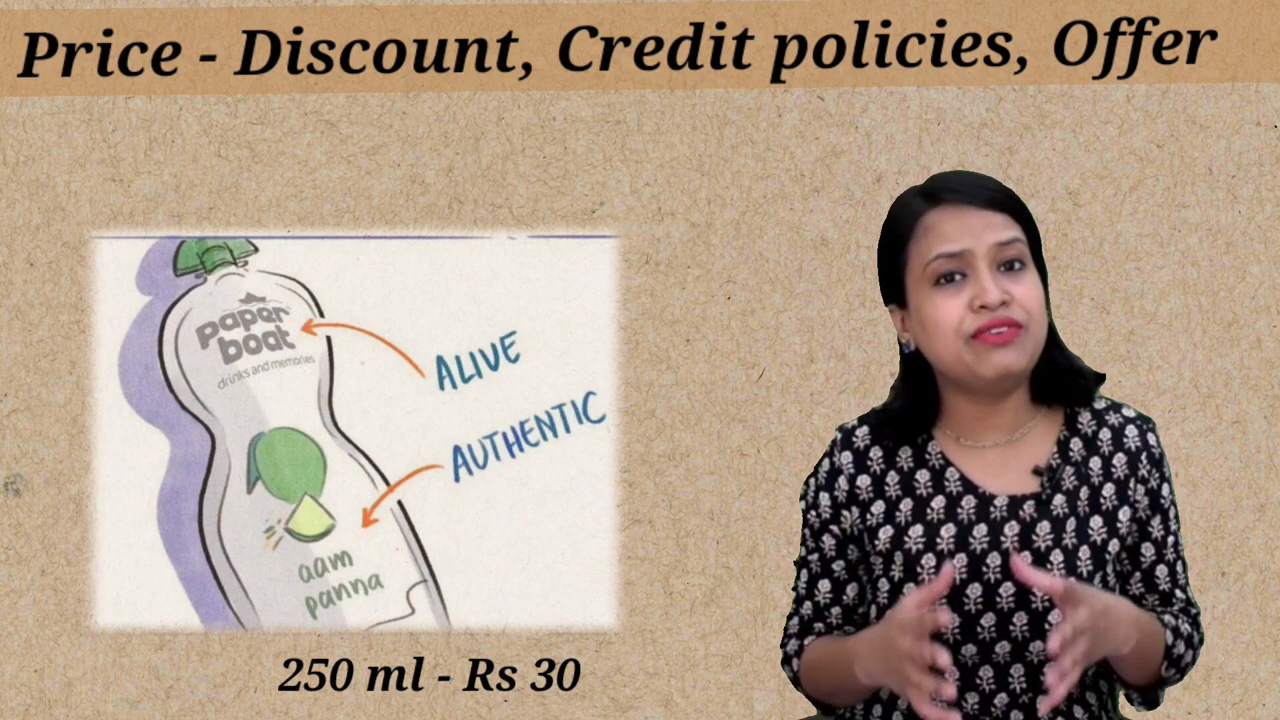 Price - Discount, Credit policies, Offer
paper
boat
drinks and memories
ALIVE
AUTHENTIC
aam
panna
250 ml - Rs 30